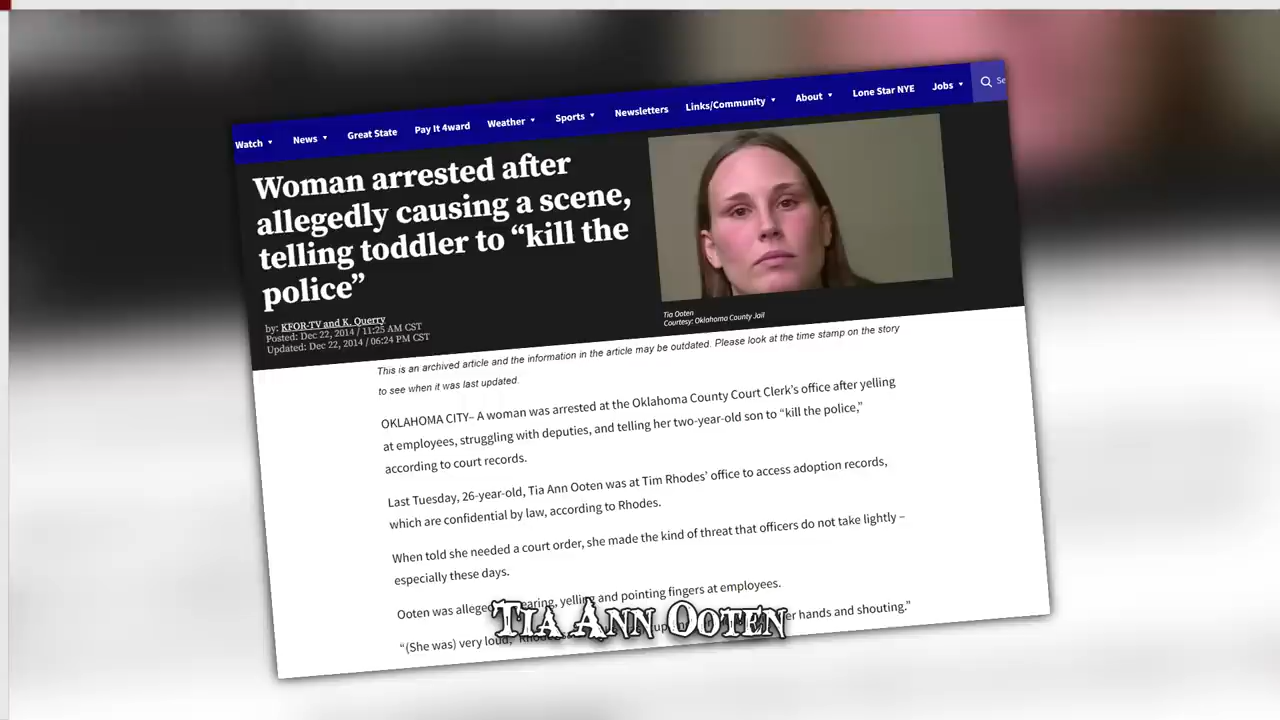 Watch News Great State Pay It 4ward Weather Sports Newsletters Links/Community About Lone Star NYE Jobs Se
Woman arrested after
allegedly causing a scene,
telling toddler to “kill the
police”
by: KFOR-TV and K. Querry
Posted: Dec 22, 2014 / 11:25 AM CST
Updated: Dec 22, 2014 / 06:24 PM CST
Tia Ooten
Courtesy: Oklahoma County Jail
This is an archived article and the information in the article may be outdated. Please look at the time stamp on the story
to see when it was last updated.
OKLAHOMA CITY– A woman was arrested at the Oklahoma County Court Clerk’s office after yelling
at employees, struggling with deputies, and telling her two-year-old son to “kill the police,”
according to court records.
Last Tuesday, 26-year-old, Tia Ann Ooten was at Tim Rhodes’ office to access adoption records,
which are confidential by law, according to Rhodes.
When told she needed a court order, she made the kind of threat that officers do not take lightly –
especially these days.
Ooten was yelling and pointing fingers at employees.
“(She was) very loud,” hands and shouting.”
Tia Ann Ooten